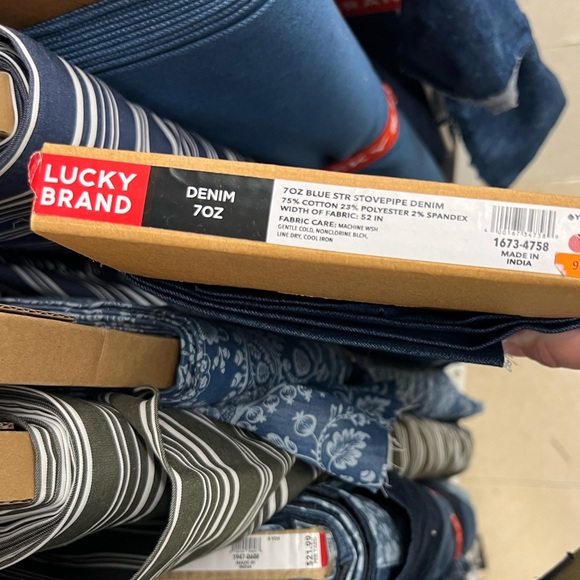 LUCKY
BRAND
DENIM
7OZ
7OZ BLUE STR STOVEPIPE DENIM
75% COTTON 23% POLYESTER 2% SPANDEX
WIDTH OF FABRIC: 52 IN
FABRIC CARE: MACHINE WSH
GENTLE COLD, NONCLORINE BLCH,
LINE DRY, COOL IRON
1673-4758
MADE IN
INDIA
9
$21.99